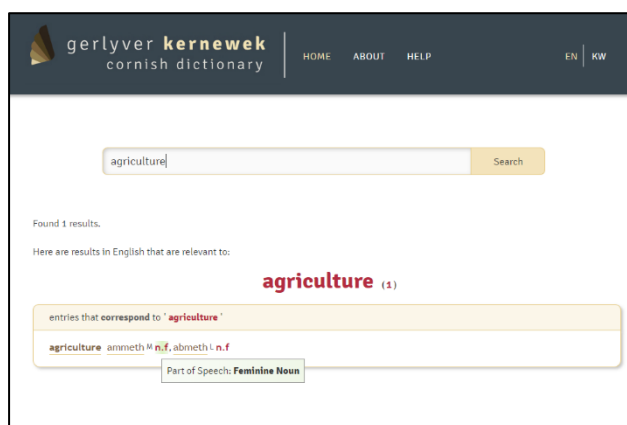 gerlyver kernewek
cornish dictionary
HOME ABOUT HELP
EN KW
agriculture
Search
Found 1 results.
Here are results in English that are relevant to:
agriculture (1)
entries that correspond to ' agriculture '
agriculture ammeth M n.f, abmeth L n.f
Part of Speech: Feminine Noun